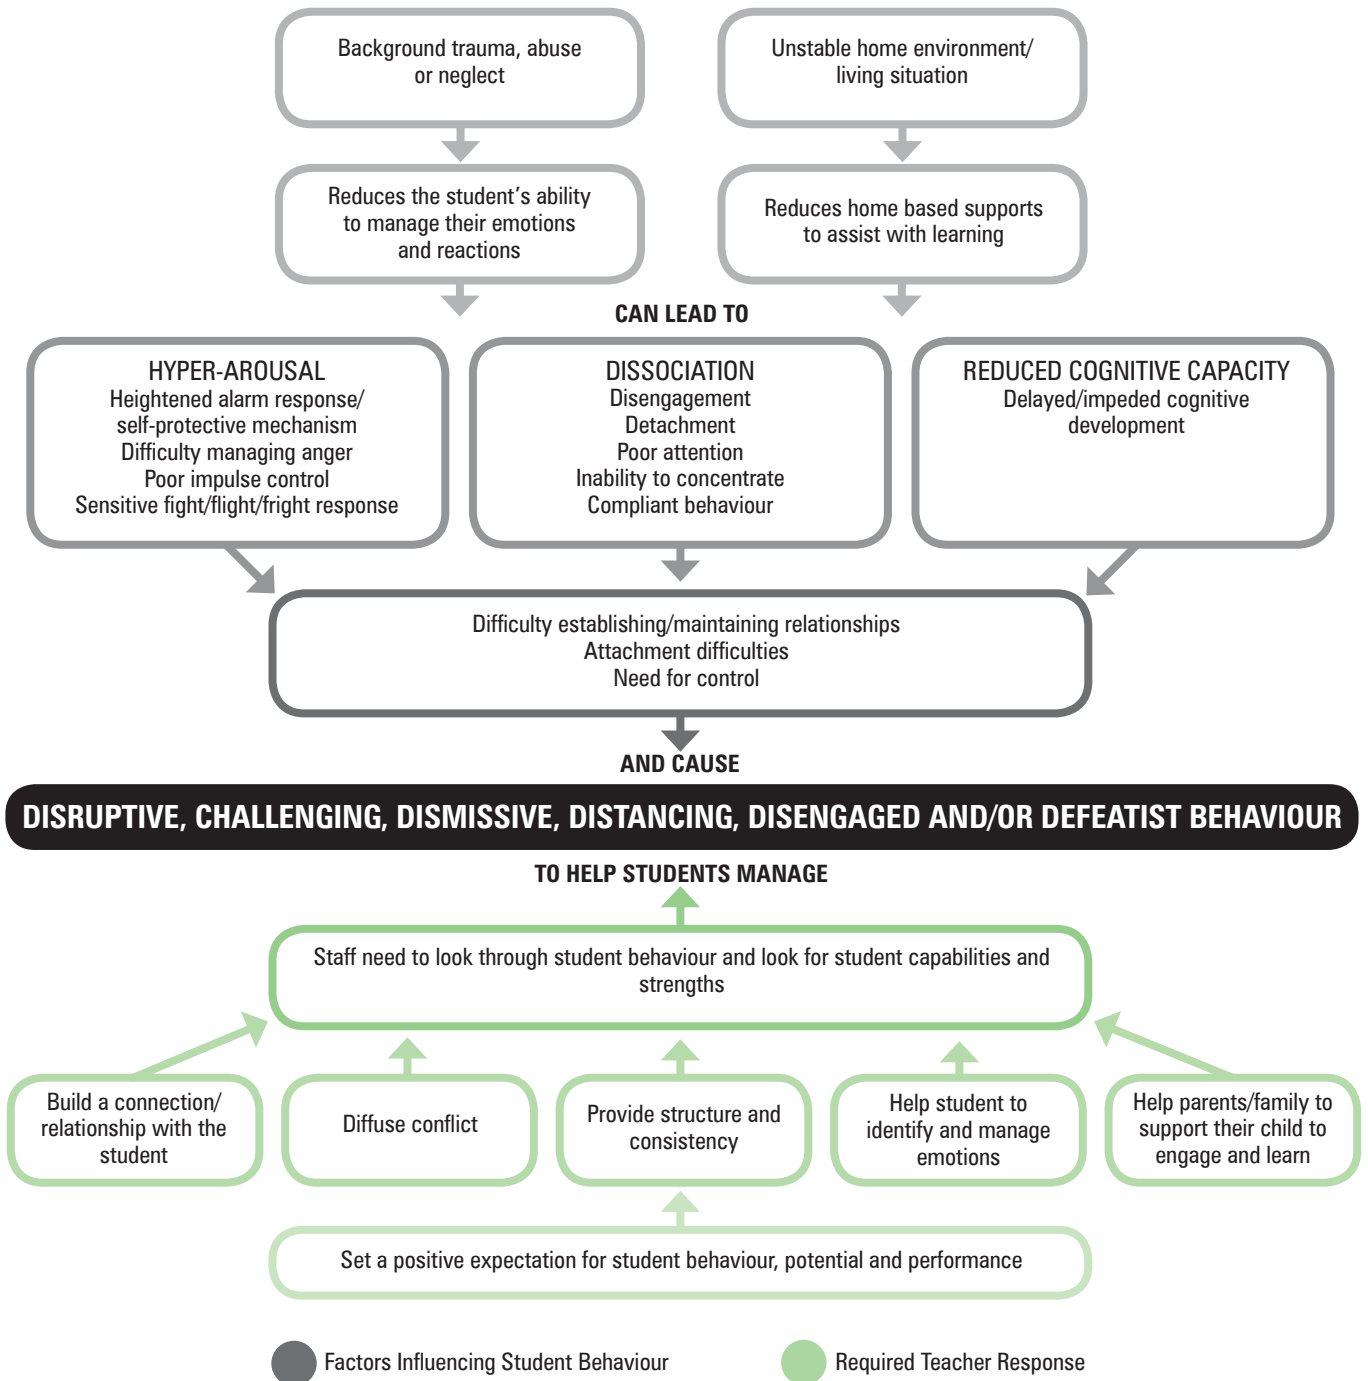 Background trauma, abuse
or neglect
Unstable home environment/
living situation
Reduces the student’s ability
to manage their emotions
and reactions
Reduces home based supports
to assist with learning
CAN LEAD TO
HYPER-AROUSAL
Heightened alarm response/
self-protective mechanism
Difficulty managing anger
Poor impulse control
Sensitive fight/flight/fright response
DISSOCIATION
Disengagement
Detachment
Poor attention
Inability to concentrate
Compliant behaviour
REDUCED COGNITIVE CAPACITY
Delayed/impeded cognitive
development
Difficulty establishing/maintaining relationships
Attachment difficulties
Need for control
AND CAUSE
DISRUPTIVE, CHALLENGING, DISMISSIVE, DISTANCING, DISENGAGED AND/OR DEFEATIST BEHAVIOUR
TO HELP STUDENTS MANAGE
Staff need to look through student behaviour and look for student capabilities and
strengths
Build a connection/
relationship with the
student
Diffuse conflict
Provide structure and
consistency
Help student to
identify and manage
emotions
Help parents/family to
support their child to
engage and learn
Set a positive expectation for student behaviour, potential and performance
Factors Influencing Student Behaviour
Required Teacher Response